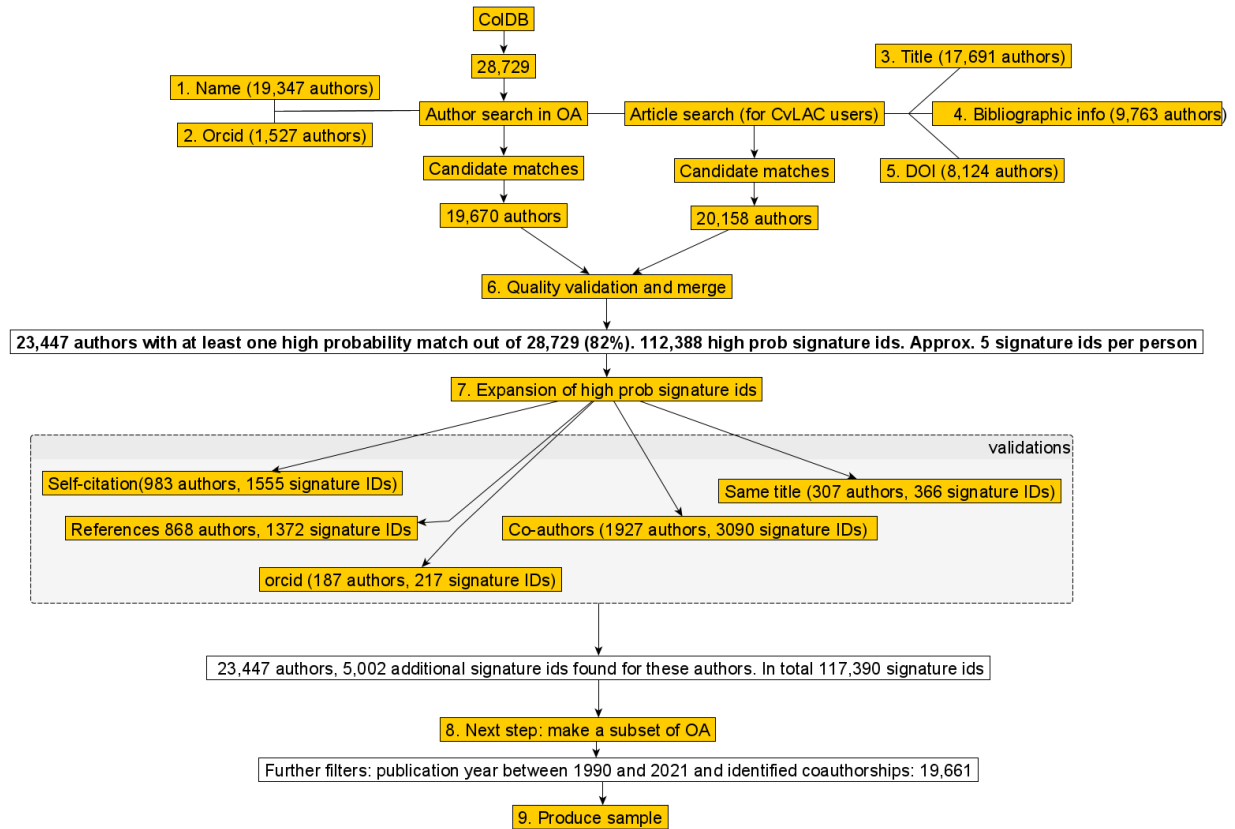 ColDB
28,729
1. Name (19,347 authors)
2. Orcid (1,527 authors)
Author search in OA
Article search (for CvLAC users)
3. Title (17,691 authors)
4. Bibliographic info (9,763 authors)
5. DOI (8,124 authors)
Candidate matches
Candidate matches
19,670 authors
20,158 authors
6. Quality validation and merge
23,447 authors with at least one high probability match out of 28,729 (82%). 112,388 high prob signature ids. Approx. 5 signature ids per person
7. Expansion of high prob signature ids
validations
Self-citation(983 authors, 1555 signature IDs)
Same title (307 authors, 366 signature IDs)
References 868 authors, 1372 signature IDs
Co-authors (1927 authors, 3090 signature IDs)
orcid (187 authors, 217 signature IDs)
23,447 authors, 5,002 additional signature ids found for these authors. In total 117,390 signature ids
8. Next step: make a subset of OA
Further filters: publication year between 1990 and 2021 and identified coauthorships: 19,661
9. Produce sample